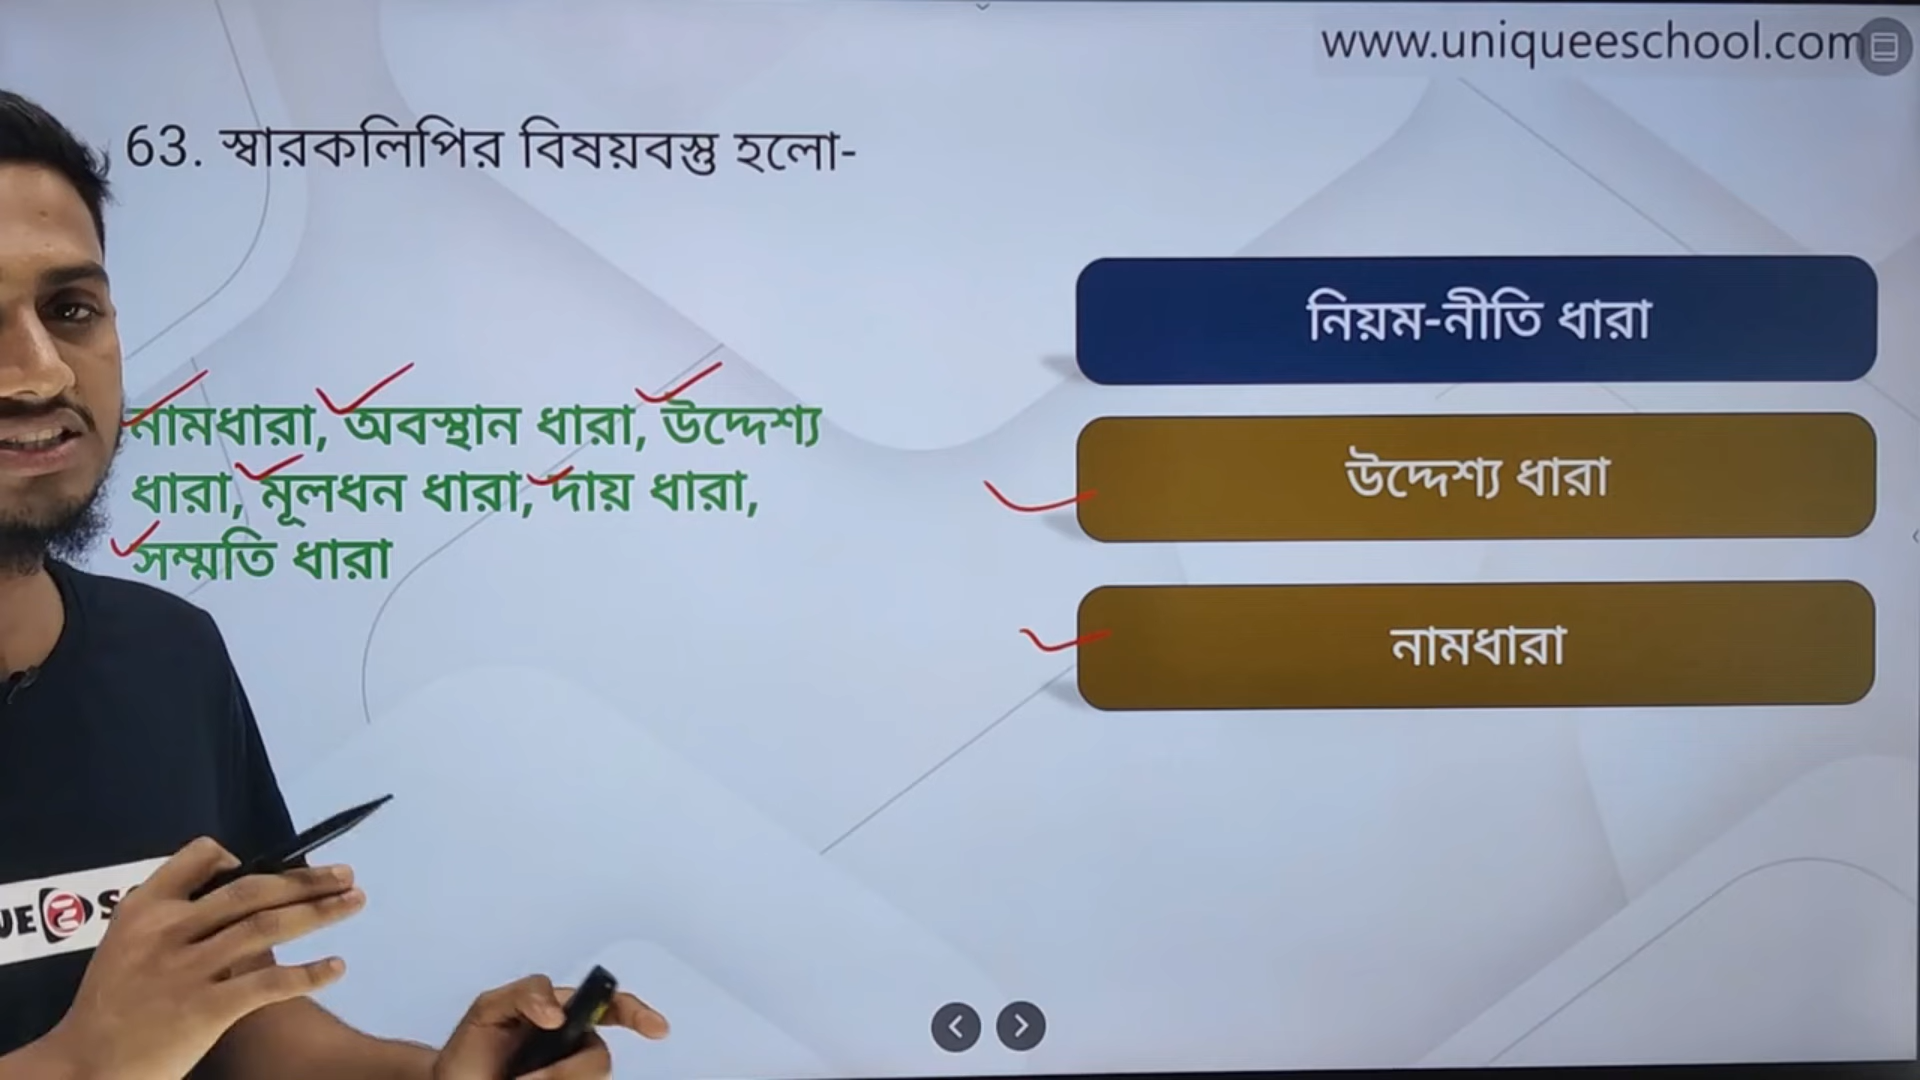 www.uniqueeschool.com
63. স্বারকলিপির বিষয়বস্তু হলো-
নিয়ম-নীতি ধারা
নামধারা, অবস্থান ধারা, উদ্দেশ্য
ধারা, মূলধন ধারা, দায় ধারা,
সম্মতি ধারা
উদ্দেশ্য ধারা
নামধারা